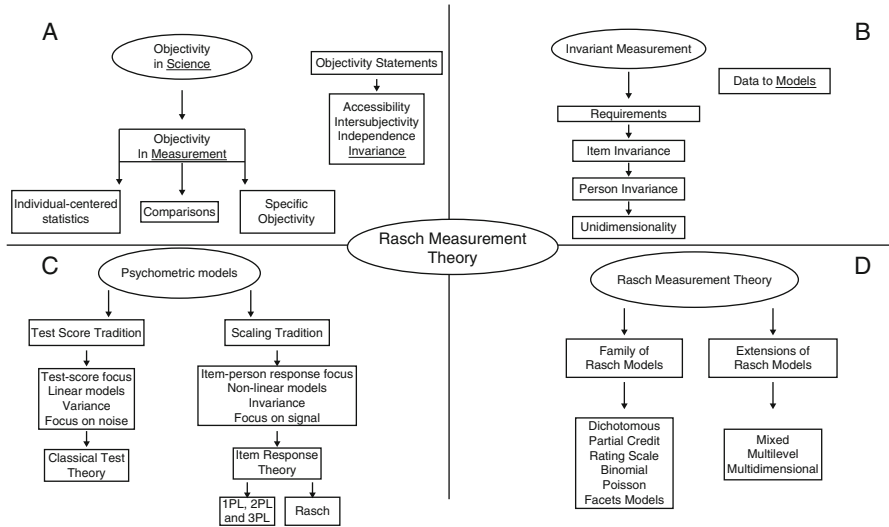 A
Objectivity
in Science
Objectivity Statements
Accessibility
Intersubjectivity
Independence
Invariance
Objectivity
In Measurement
Individual-centered
statistics
Comparisons
Specific
Objectivity
B
Invariant Measurement
Data to Models
Requirements
Item Invariance
Person Invariance
Unidimensionality
Rasch Measurement
Theory
C
Psychometric models
Test Score Tradition
Scaling Tradition
Test-score focus
Linear models
Variance
Focus on noise
Item-person response focus
Non-linear models
Invariance
Focus on signal
Classical Test
Theory
Item Response
Theory
1PL, 2PL
and 3PL
Rasch
D
Rasch Measurement Theory
Family of
Rasch Models
Extensions of
Rasch Models
Dichotomous
Partial Credit
Rating Scale
Binomial
Poisson
Facets Models
Mixed
Multilevel
Multidimensional